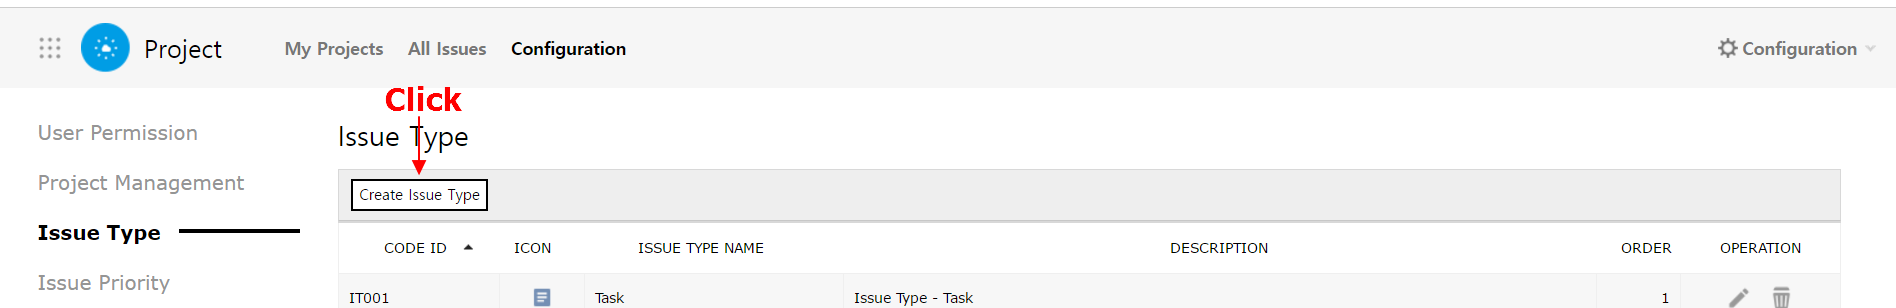 Project My Projects All Issues Configuration Configuration
Click
User Permission
Issue Type
Project Management
Create Issue Type
Issue Type
CODE ID ICON ISSUE TYPE NAME DESCRIPTION ORDER OPERATION
Issue Priority
IT001 Task Issue Type - Task 1